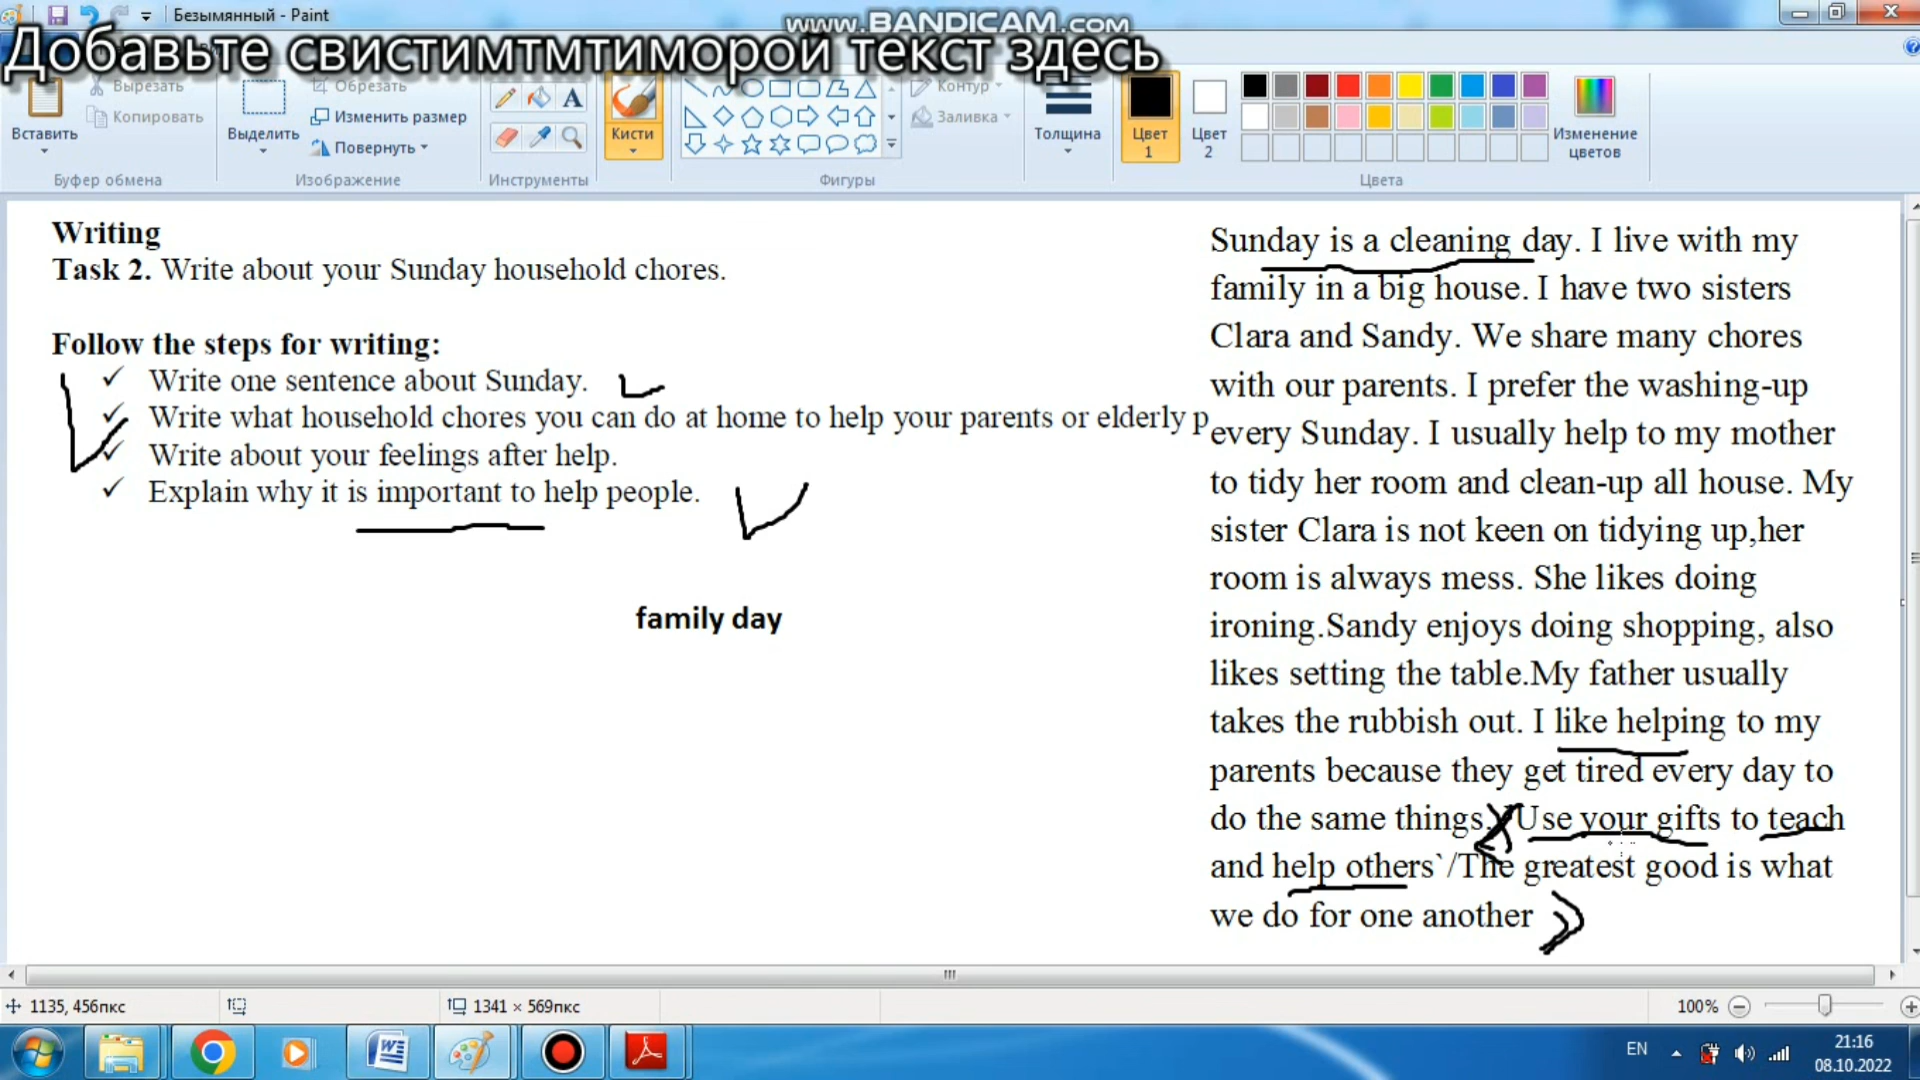 Безымянный - Paint
www.BANDICAM.com
Добавьте свистимтмтиморой текст здесь
Вставить
Вырезать
Копировать
Буфер обмена
Выделить
Обрезать
Изменить размер
Повернуть
Изображение
Инструменты
Кисти
Контур
Заливка
Фигуры
Толщина
Цвет 1
Цвет 2
Изменение цветов
Цвета
Writing
Task 2. Write about your Sunday household chores.
Follow the steps for writing:
Write one sentence about Sunday.
Write what household chores you can do at home to help your parents or elderly p
Write about your feelings after help.
Explain why it is important to help people.
family day
Sunday is a cleaning day. I live with my
family in a big house. I have two sisters
Clara and Sandy. We share many chores
with our parents. I prefer the washing-up
every Sunday. I usually help to my mother
to tidy her room and clean-up all house. My
sister Clara is not keen on tidying up,her
room is always mess. She likes doing
ironing.Sandy enjoys doing shopping, also
likes setting the table.My father usually
takes the rubbish out. I like helping to my
parents because they get tired every day to
do the same things. Use your gifts to teach
and help others`/The greatest good is what
we do for one another
1135, 456пкс
1341 × 569пкс
100%
EN
21:16
08.10.2022